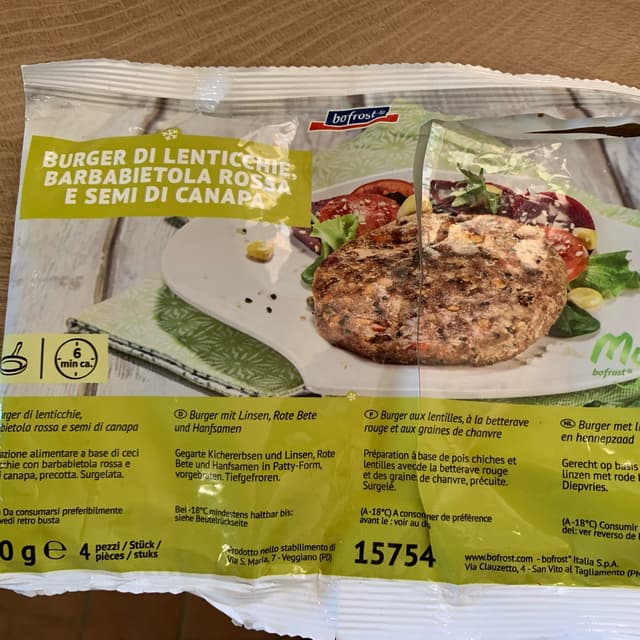 bofrost*
BURGER DI LENTICCHIE,
BARBABIETOLA ROSSA
E SEMI DI CANAPA
6
min ca.
bofrost*
rger di lenticchie,
bietola rossa e semi di canapa
azione alimentare a base di ceci
cchie con barbabietola rossa e
i canapa, precotta. Surgelata.
Da consumarsi preferibilmente
vedi retro busta
D Burger mit Linsen, Rote Bete
und Hanfsamen
Gegarte Kichererbsen und Linsen, Rote
Bete und Hanfsamen in Patty-Form,
vorgebraten. Tiefgefroren.
Bei -18°C mindestens haltbar bis:
siehe Beutelrückseite
F Burger aux lentilles, à la betterave
rouge et aux graines de chanvre
Préparation à base de pois chiches et
lentilles avec de la betterave rouge
et des graines de chanvre, précuite.
Surgelé.
(A -18°C) A consommer de préférence
avant le : voir au do
NL Burger met li
en hennepzaad
Gerecht op basis
linzen met rode
Diepvries.
(A -18°C) Consumir
del: ver reverso de l
0 g e 4 pezzi / Stück /
pièces / stuks
Prodotto nello stabilimento di
Via S. Maria, 7 - Veggiano (PD)
15754
www.bofrost.com - bofrost* Italia S.p.A.
Via Clauzetto, 4 - San Vito al Tagliamento (PN